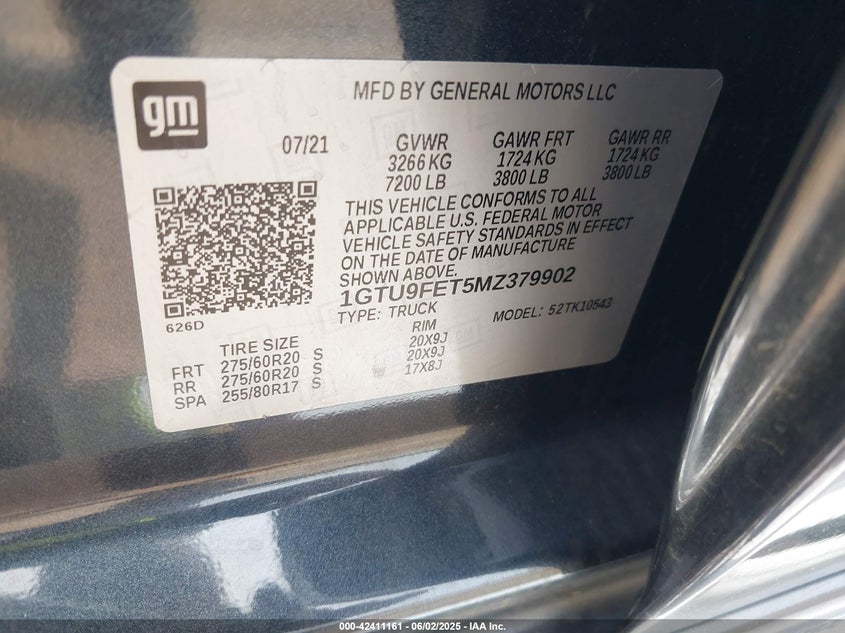 gm
MFD BY GENERAL MOTORS LLC
07/21 GVWR GAWR FRT GAWR RR
3266 KG 1724 KG 1724 KG
7200 LB 3800 LB 3800 LB
THIS VEHICLE CONFORMS TO ALL
APPLICABLE U.S. FEDERAL MOTOR
VEHICLE SAFETY STANDARDS IN EFFECT
ON THE DATE OF MANUFACTURE
SHOWN ABOVE.
1GTU9FET5MZ379902
626D
TYPE: TRUCK MODEL: 52TK10543
TIRE SIZE RIM
FRT 275/60R20 S 20X9J
RR 275/60R20 S 20X9J
SPA 255/80R17 S 17X8J
000-42411161 - 06/02/2025 - IAA Inc.